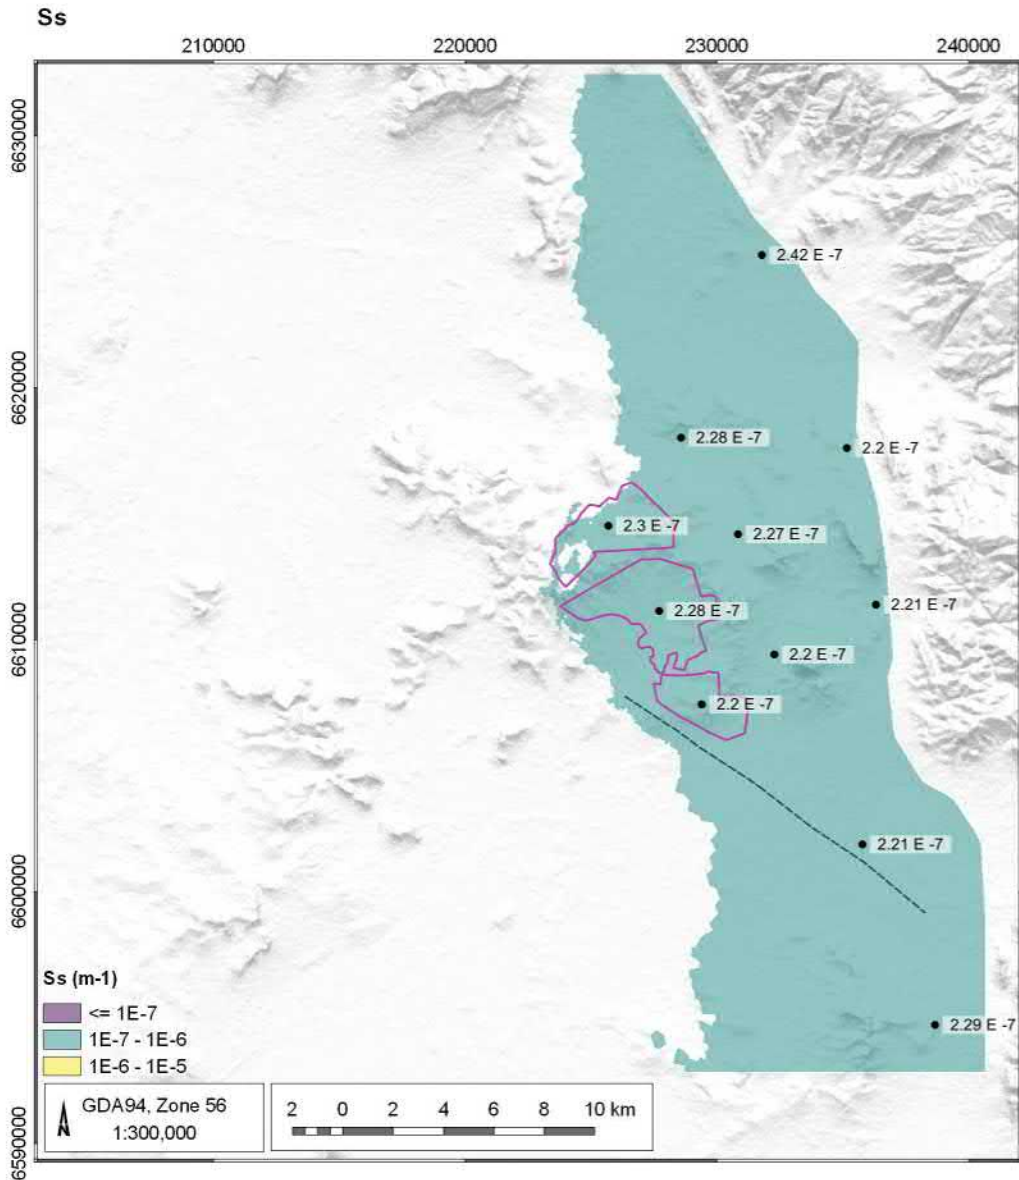 Ss
210000 220000 230000 240000
6630000
2.42 E -7
6620000
2.28 E -7
2.2 E -7
2.3 E -7
2.27 E -7
2.21 E -7
2.28 E -7
6610000
2.2 E -7
2.2 E -7
2.21 E -7
6600000
Ss (m-1)
<= 1E-7
2.29 E -7
1E-7 - 1E-6
1E-6 - 1E-5
GDA94, Zone 56
1:300,000
N
2 0 2 4 6 8 10 km
6590000